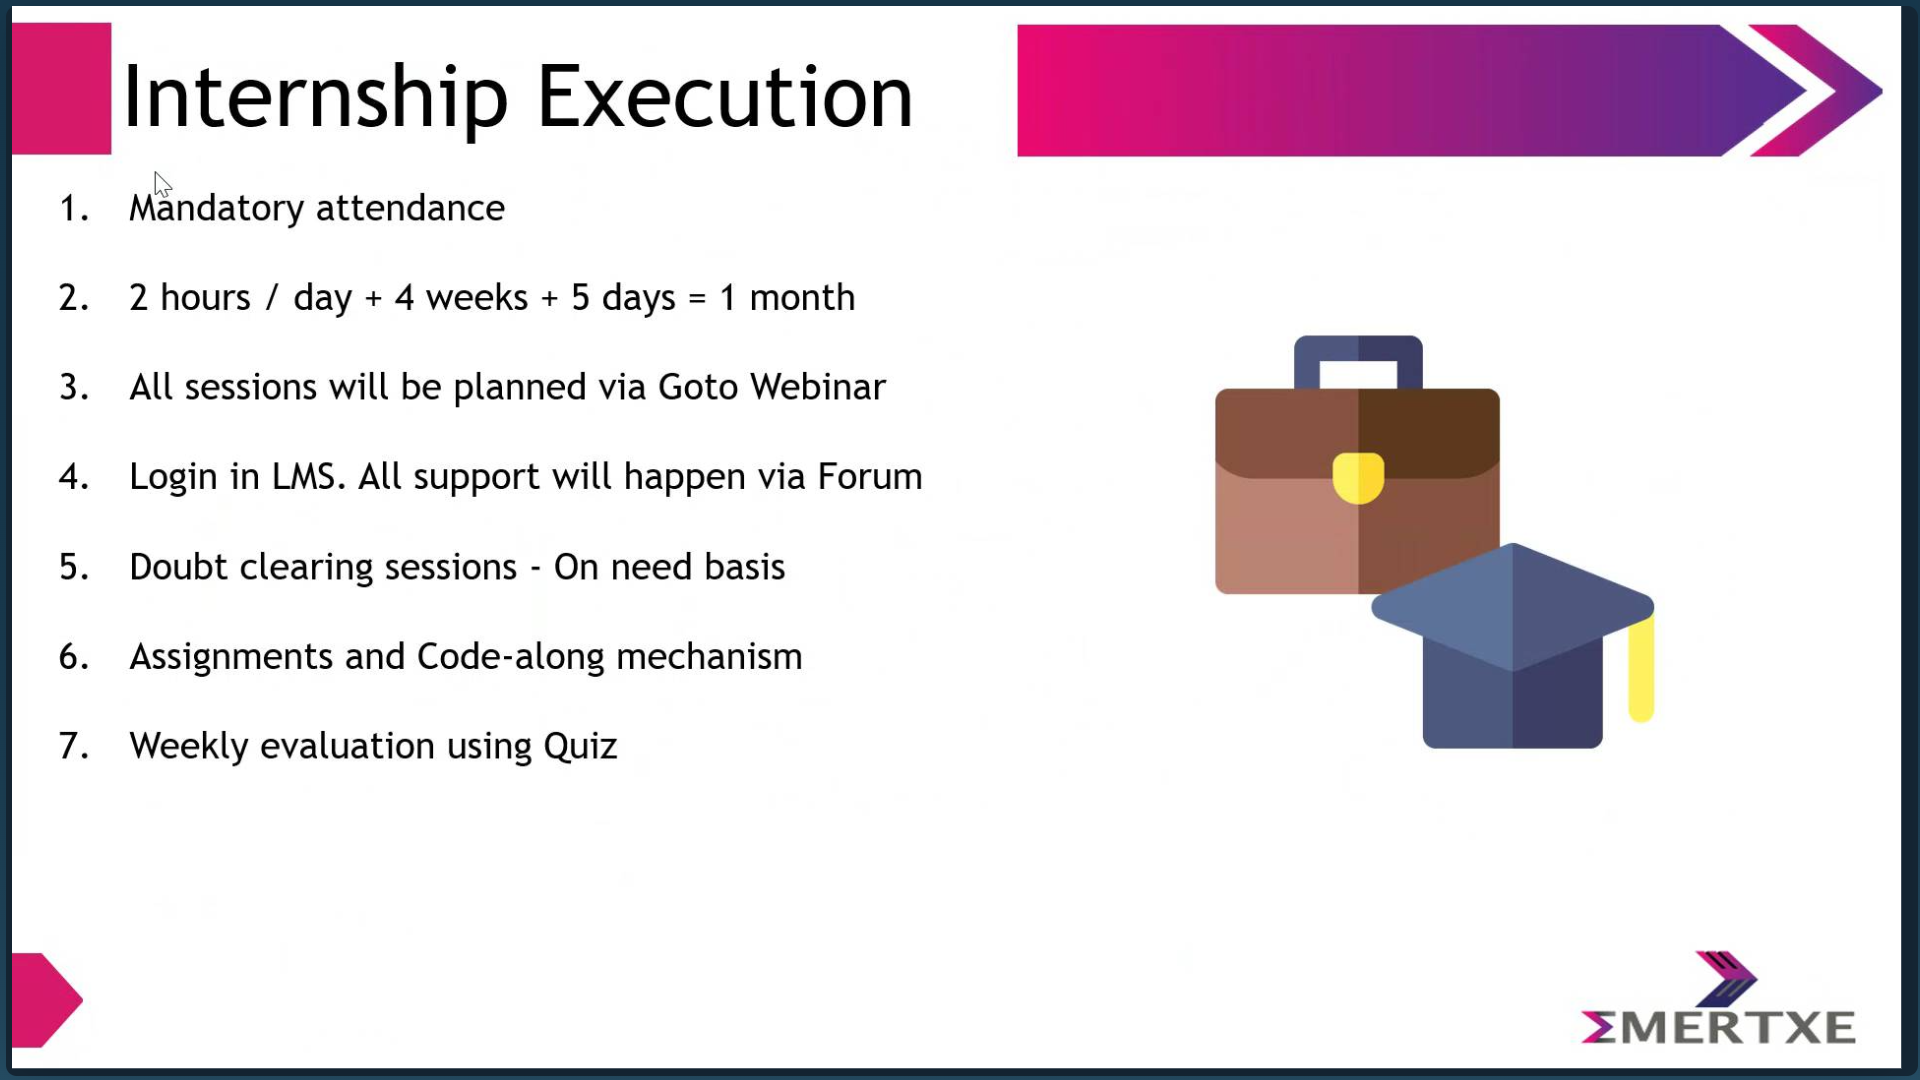 Internship Execution
1. Mandatory attendance
2. 2 hours / day + 4 weeks + 5 days = 1 month
3. All sessions will be planned via Goto Webinar
4. Login in LMS. All support will happen via Forum
5. Doubt clearing sessions - On need basis
6. Assignments and Code-along mechanism
7. Weekly evaluation using Quiz
EMERTXE